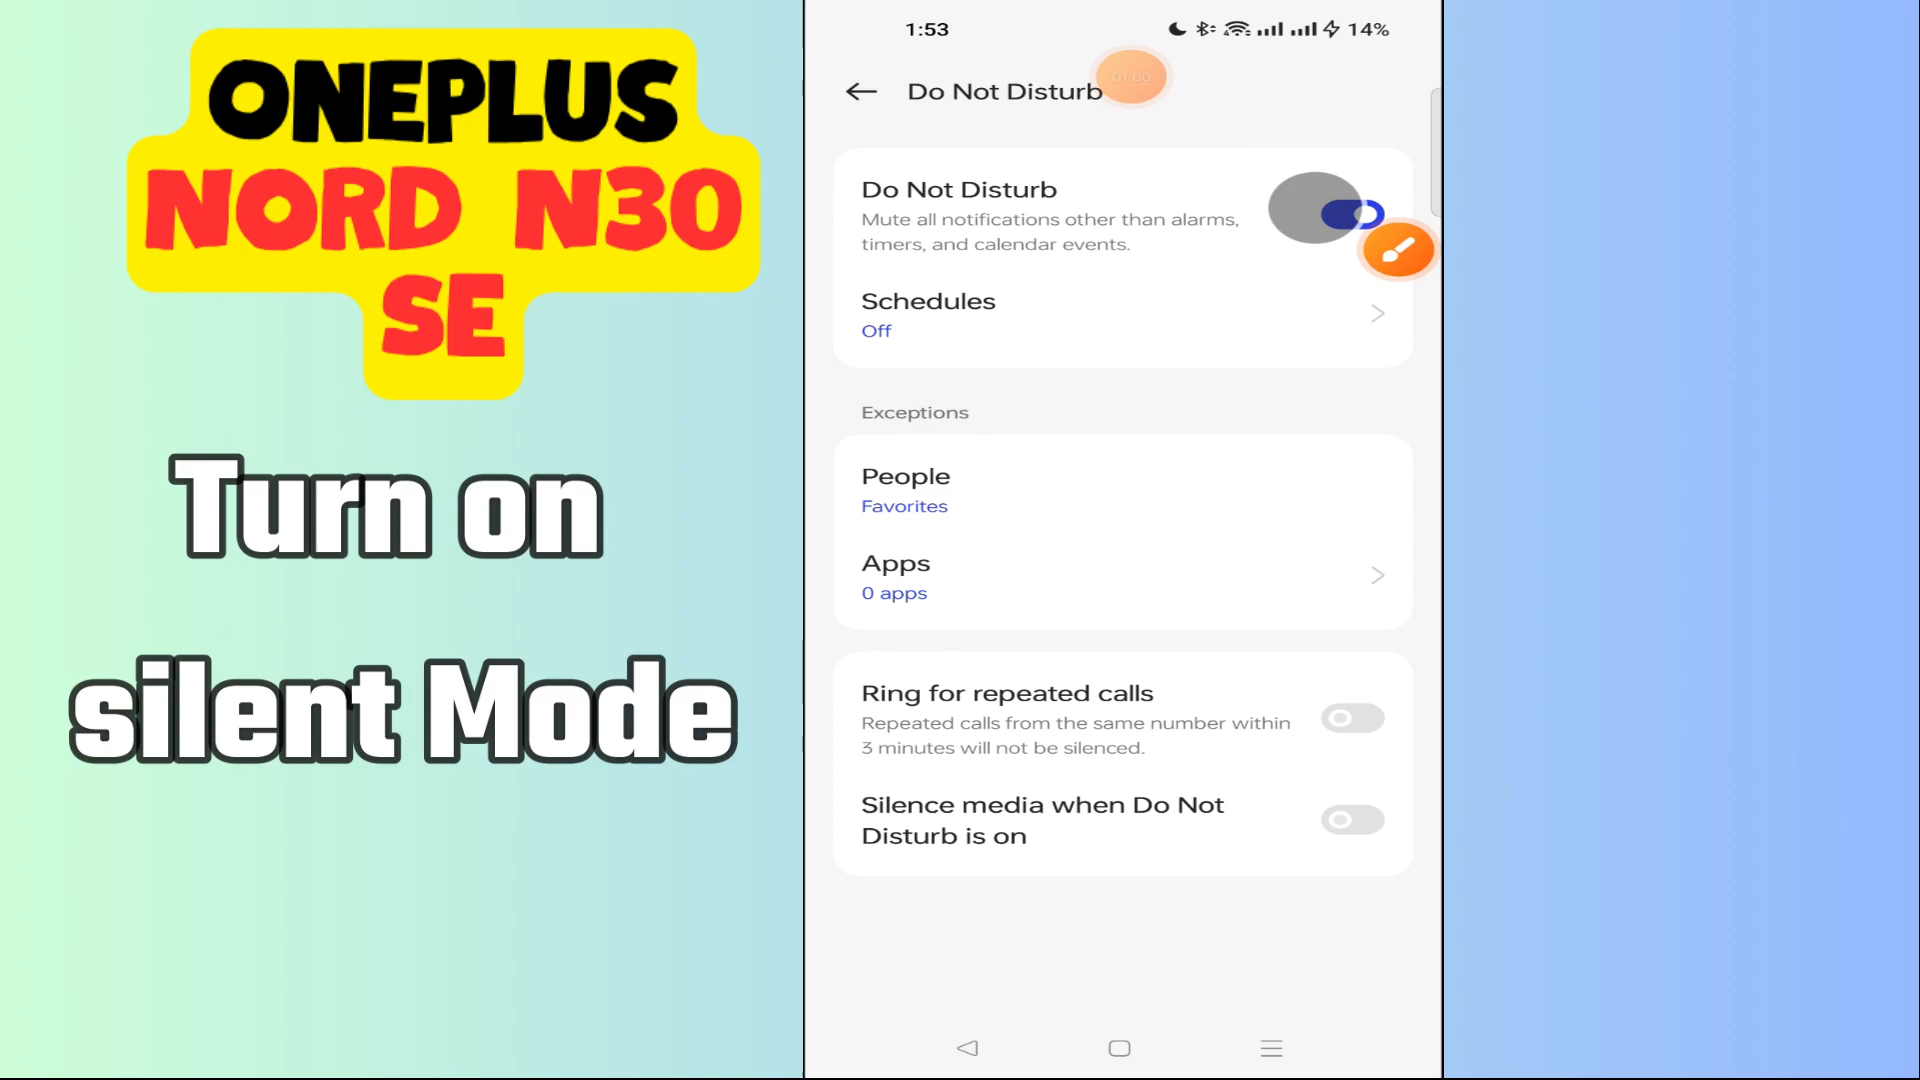 ONEPLUS
NORD N30
SE
Turn on
silent Mode
1:53
14%
Do Not Disturb
01:00
Do Not Disturb
Mute all notifications other than alarms,
timers, and calendar events.
Schedules
Off
Exceptions
People
Favorites
Apps
0 apps
Ring for repeated calls
Repeated calls from the same number within
3 minutes will not be silenced.
Silence media when Do Not
Disturb is on